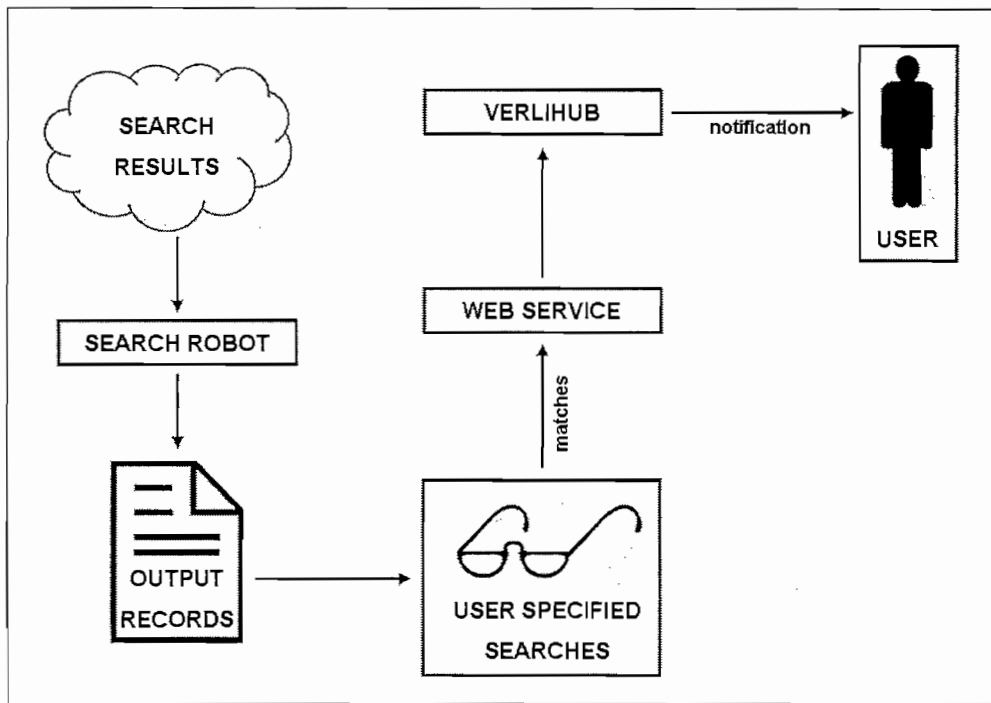 SEARCH
RESULTS
SEARCH ROBOT
OUTPUT
RECORDS
USER SPECIFIED
SEARCHES
matches
WEB SERVICE
VERLIHUB
notification
USER